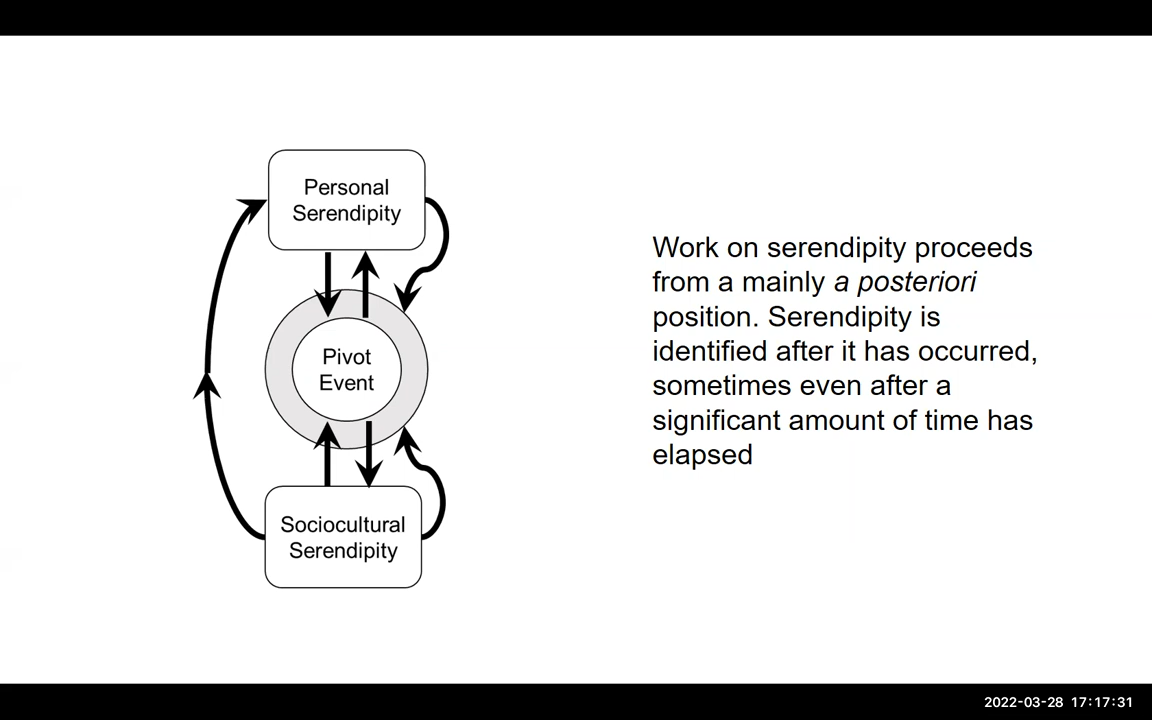 Personal
Serendipity
Pivot
Event
Sociocultural
Serendipity
Work on serendipity proceeds
from a mainly a posteriori
position. Serendipity is
identified after it has occurred,
sometimes even after a
significant amount of time has
elapsed
2022-03-28 17:17:31